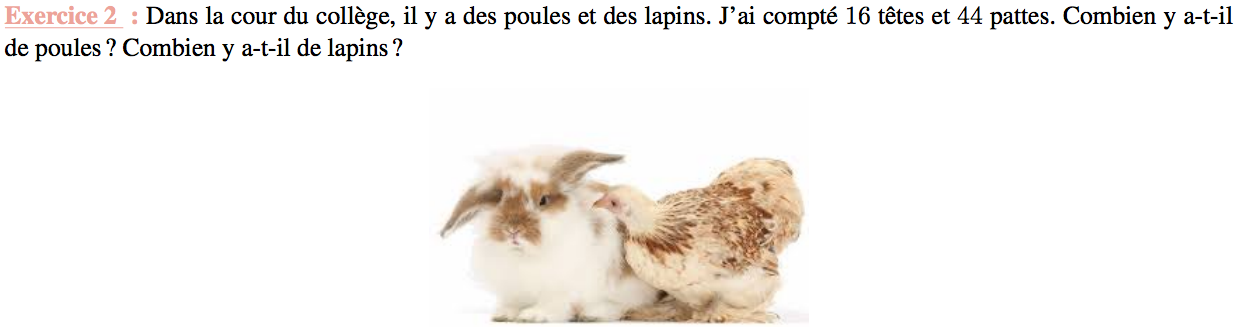 Exercice 2 : Dans la cour du collège, il y a des poules et des lapins. J'ai compté 16 têtes et 44 pattes. Combien y a-t-il
de poules ? Combien y a-t-il de lapins ?